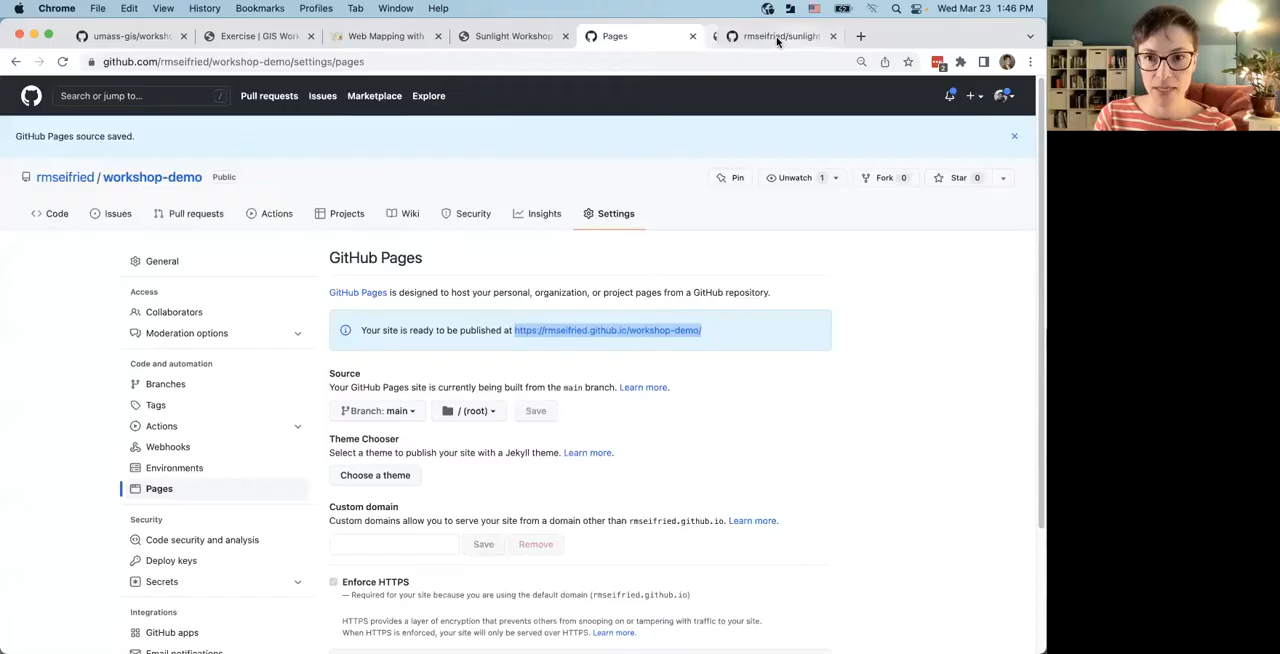 Chrome File Edit View History Bookmarks Profiles Tab Window Help Wed Mar 23 1:46 PM
umass-gis/worksho Exercise | GIS Work Web Mapping with Sunlight Workshop Pages rmseifried/sunlight
github.com/rmseifried/workshop-demo/settings/pages 2
Search or jump to... / Pull requests Issues Marketplace Explore
GitHub Pages source saved.
rmseifried / workshop-demo Public Pin Unwatch 1 Fork 0 Star 0
Code Issues Pull requests Actions Projects Wiki Security Insights Settings
General
Access
Collaborators
Moderation options
Code and automation
Branches
Tags
Actions
Webhooks
Environments
Pages
Security
Code security and analysis
Deploy keys
Secrets
Integrations
GitHub apps
Email notifications
GitHub Pages
GitHub Pages is designed to host your personal, organization, or project pages from a GitHub repository.
Your site is ready to be published at https://rmseifried.github.io/workshop-demo/
Source
Your GitHub Pages site is currently being built from the main branch. Learn more.
Branch: main / (root) Save
Theme Chooser
Select a theme to publish your site with a Jekyll theme. Learn more.
Choose a theme
Custom domain
Custom domains allow you to serve your site from a domain other than rmseifried.github.io. Learn more.
Save Remove
Enforce HTTPS
— Required for your site because you are using the default domain (rmseifried.github.io)
HTTPS provides a layer of encryption that prevents others from snooping on or tampering with traffic to your site.
When HTTPS is enforced, your site will only be served over HTTPS. Learn more.